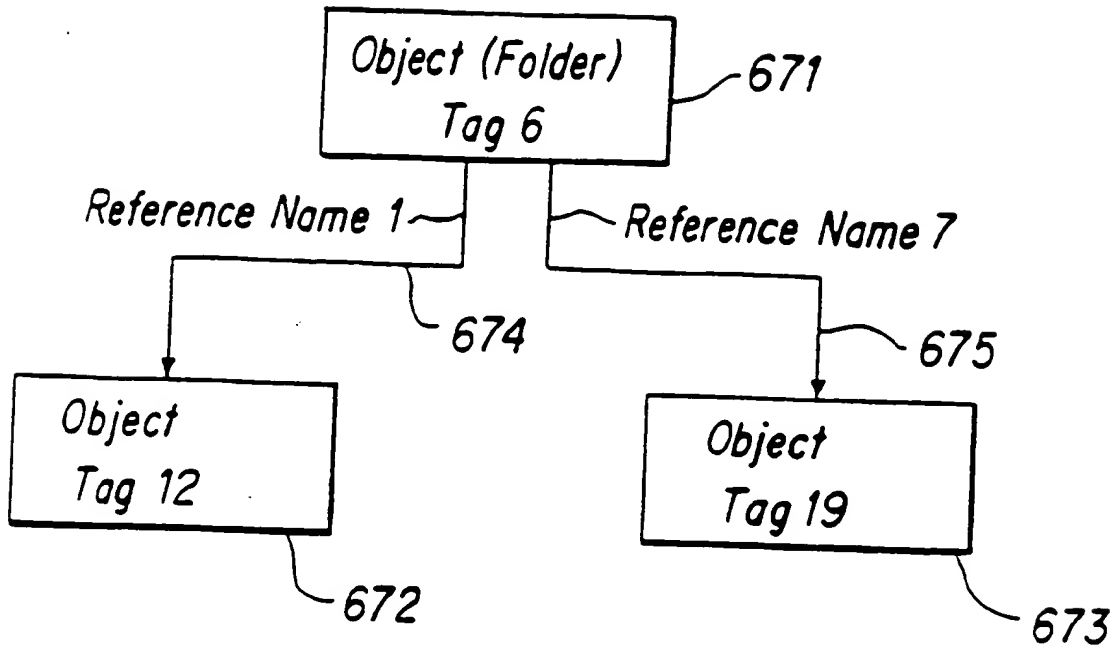 Object (Folder)
Tag 6
671
Reference Name 1
Reference Name 7
674
675
Object
Tag 12
Object
Tag 19
672
673